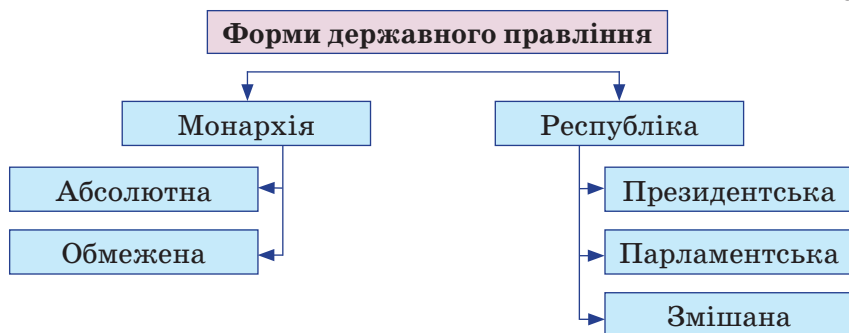 Форми державного правління
Монархія
Республіка
Абсолютна
Обмежена
Президентська
Парламентська
Змішана